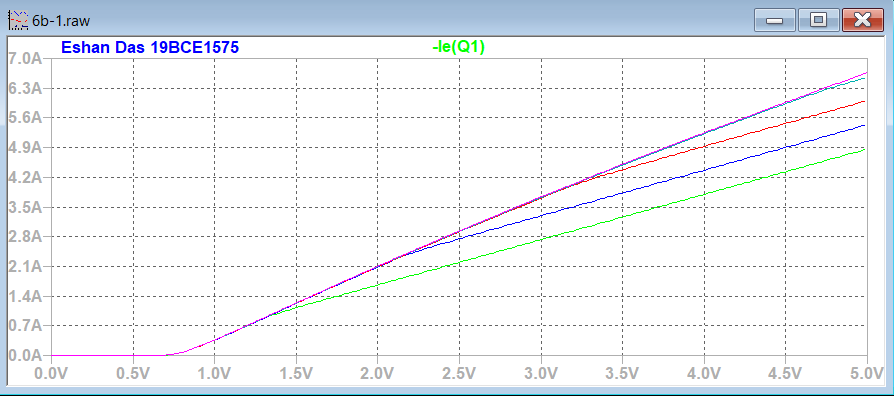 6b-1.raw
Eshan Das 19BCE1575 -Ie(Q1)
7.0A
6.3A
5.6A
4.9A
4.2A
3.5A
2.8A
2.1A
1.4A
0.7A
0.0A
0.0V 0.5V 1.0V 1.5V 2.0V 2.5V 3.0V 3.5V 4.0V 4.5V 5.0V